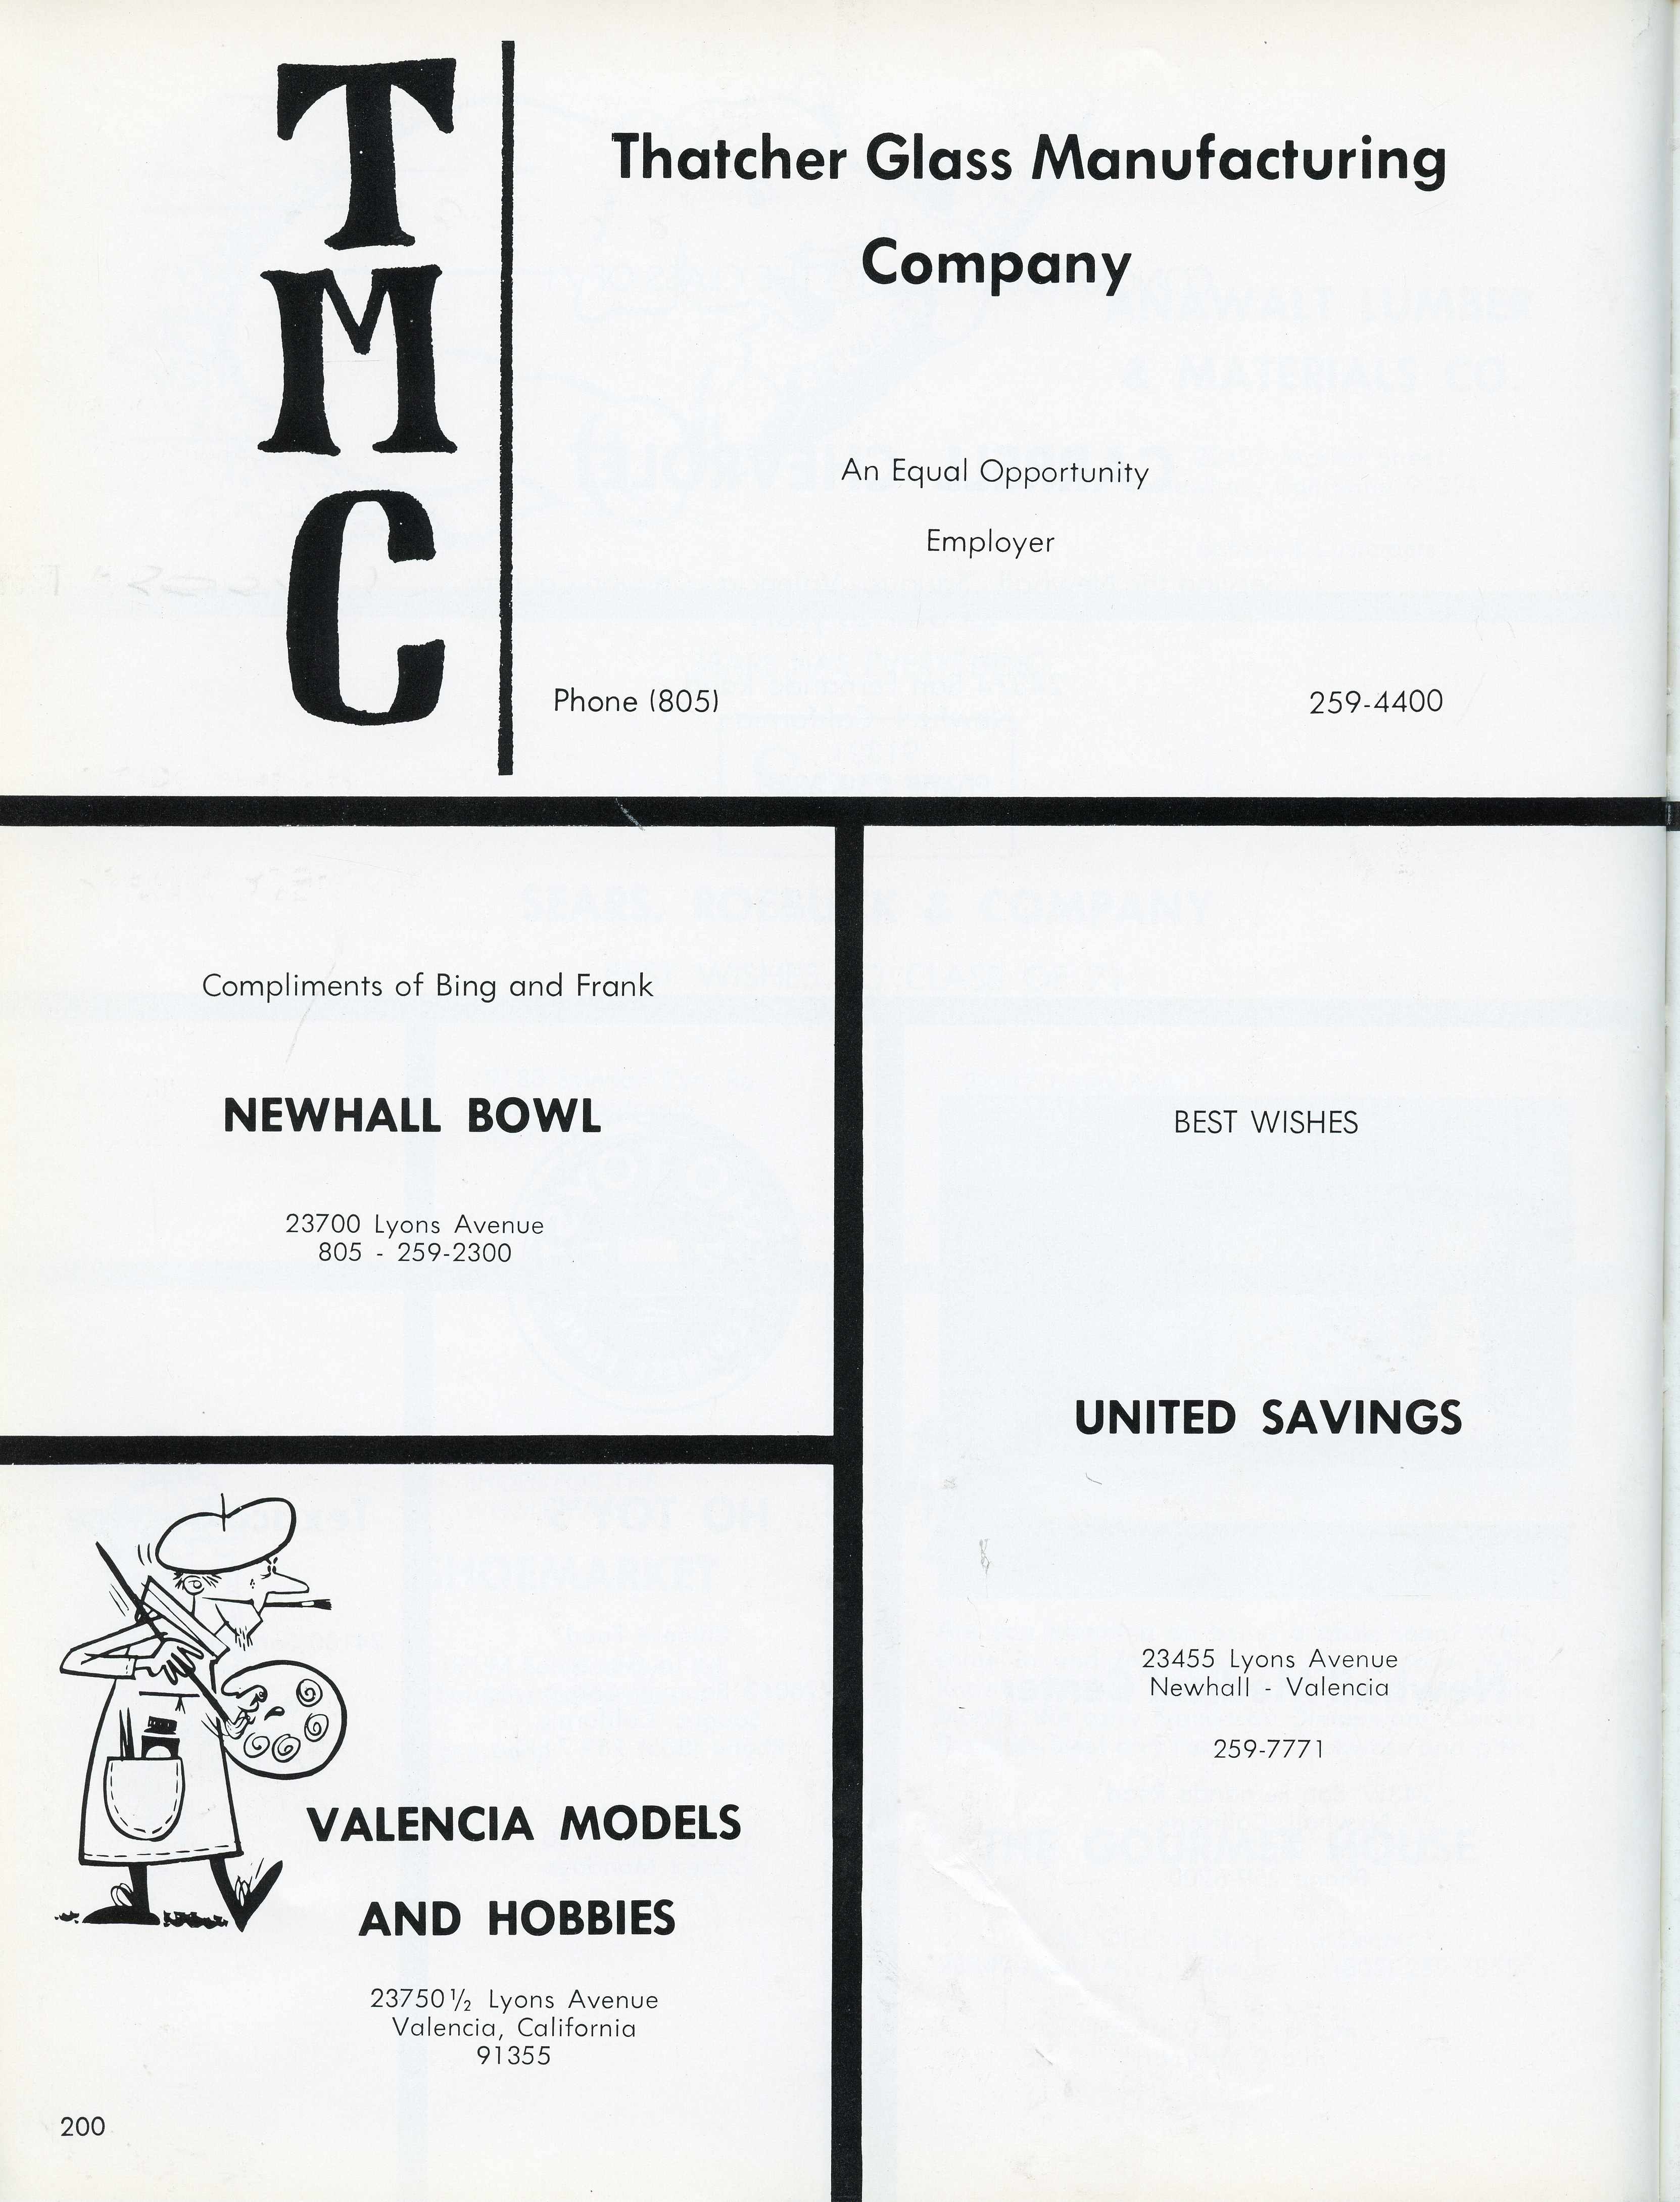 T
M
C
Thatcher Glass Manufacturing
Company
An Equal Opportunity
Employer
Phone (805) 259-4400
Compliments of Bing and Frank
NEWHALL BOWL
23700 Lyons Avenue
805 - 259-2300
VALENCIA MODELS
AND HOBBIES
23750½ Lyons Avenue
Valencia, California
91355
BEST WISHES
UNITED SAVINGS
23455 Lyons Avenue
Newhall - Valencia
259-7771
200